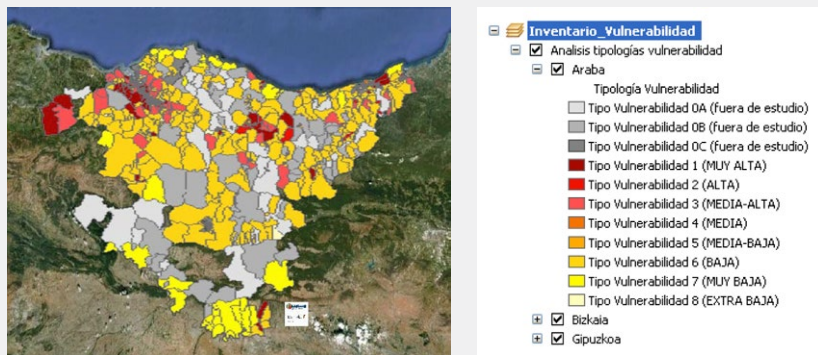 Inventario_Vulnerabilidad
Analisis tipologías vulnerabilidad
Araba
Tipología Vulnerabilidad
Tipo Vulnerabilidad 0A (fuera de estudio)
Tipo Vulnerabilidad 0B (fuera de estudio)
Tipo Vulnerabilidad 0C (fuera de estudio)
Tipo Vulnerabilidad 1 (MUY ALTA)
Tipo Vulnerabilidad 2 (ALTA)
Tipo Vulnerabilidad 3 (MEDIA-ALTA)
Tipo Vulnerabilidad 4 (MEDIA)
Tipo Vulnerabilidad 5 (MEDIA-BAJA)
Tipo Vulnerabilidad 6 (BAJA)
Tipo Vulnerabilidad 7 (MUY BAJA)
Tipo Vulnerabilidad 8 (EXTRA BAJA)
Bizkaia
Gipuzkoa